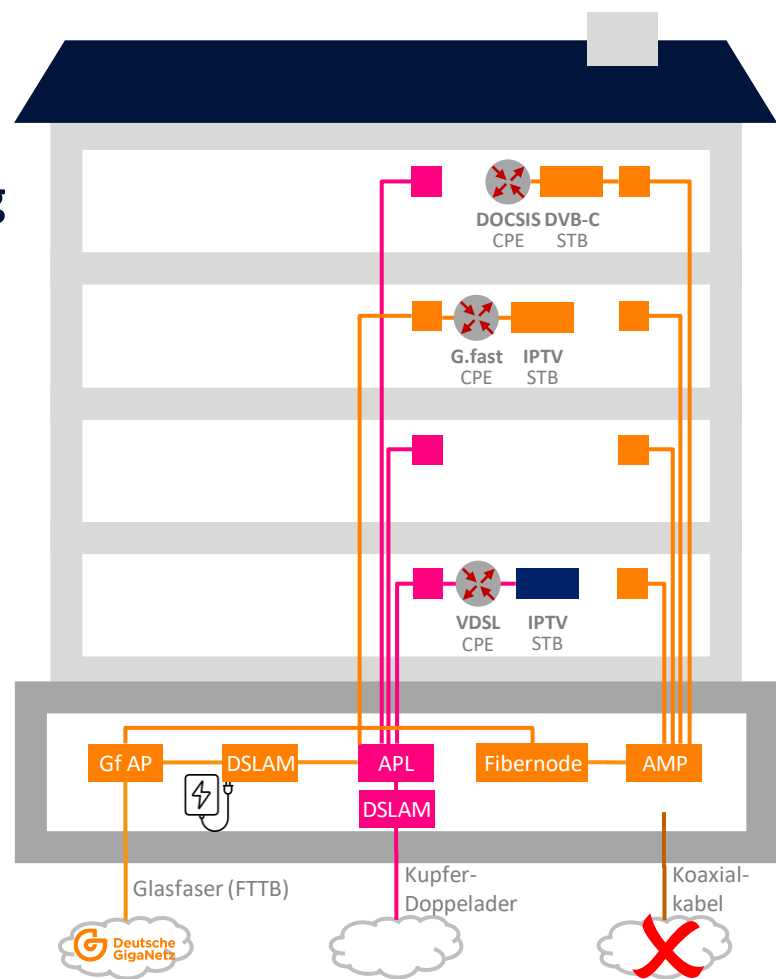 g
DOCSIS DVB-C
CPE STB
G.fast IPTV
CPE STB
VDSL IPTV
CPE STB
Gf AP DSLAM APL Fibernode AMP
DSLAM
Glasfaser (FTTB)
Kupfer-
Doppelader
Koaxial-
kabel
Deutsche
GigaNetz